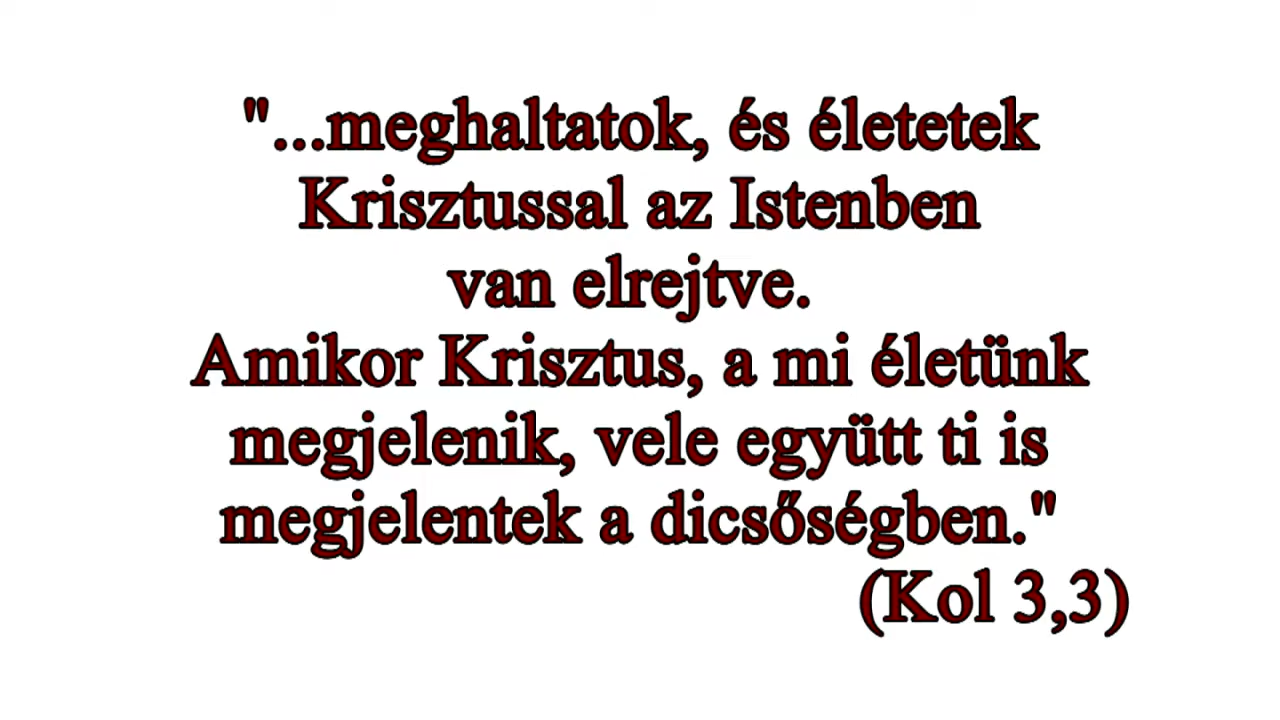 "...meghaltatok, és életetek
Krisztussal az Istenben
van elrejtve.
Amikor Krisztus, a mi életünk
megjelenik, vele együtt ti is
megjelentek a dicsőségben."
(Kol 3,3)